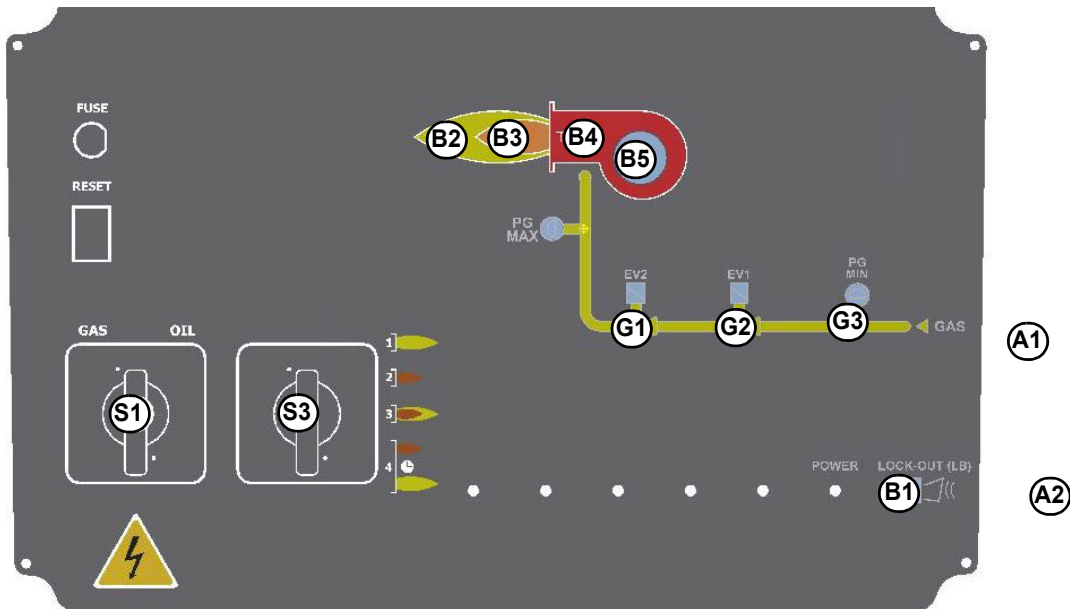 FUSE
B2
B3
B4
B5
RESET
PG
MAX
EV2
EV1
PG
MIN
G1
G2
G3
GAS
A1
GAS
OIL
1
2
3
4
S1
S3
POWER
LOCK-OUT (LB)
B1
A2